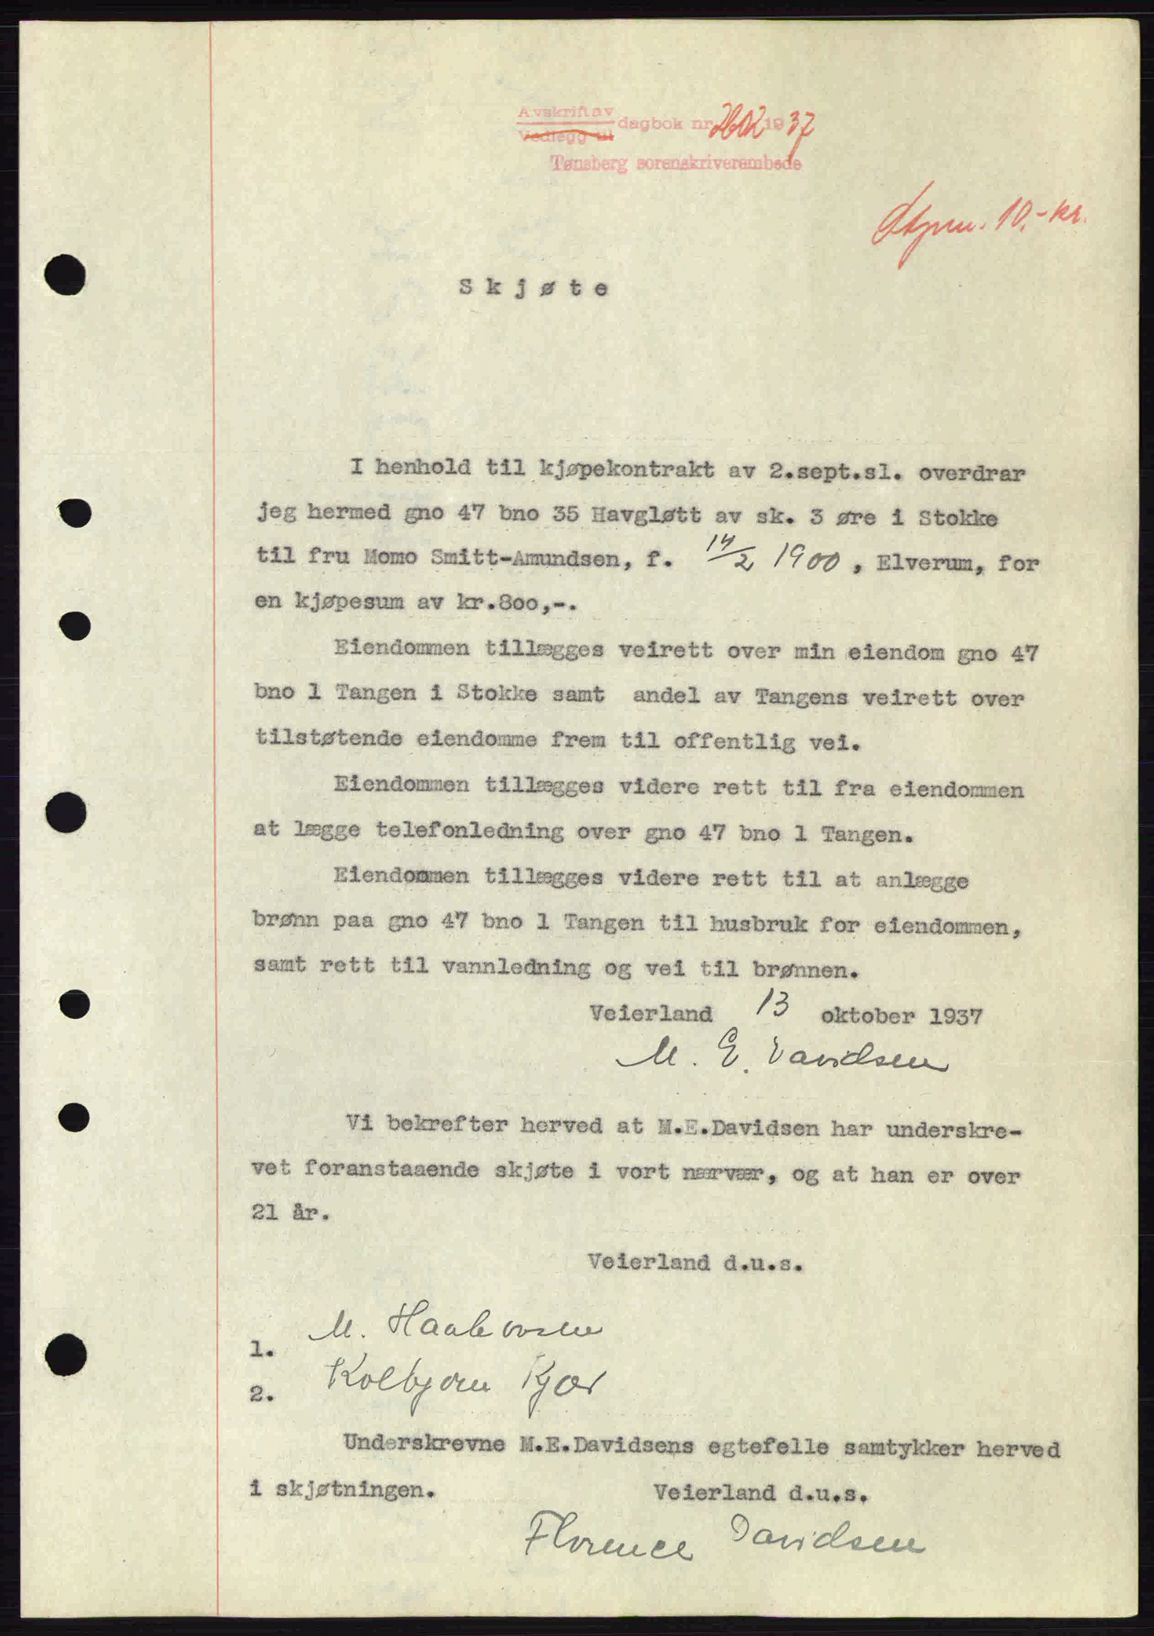 Avskrift av
Vedlegg til dagbok nr 2602 1937
Tønsberg sorenskriverembede
10,- kr.
Skjøte
I henhold til kjøpekontrakt av 2.sept.sl. overdrar
jeg hermed gno 47 bno 35 Havgløtt av sk. 3 øre i Stokke
til fru Momo Smitt-Amundsen, f. 14/2 1900, Elverum, for
en kjøpesum av kr.8oo,-.
Eiendommen tillægges veirett over min eiendom gno 47
bno 1 Tangen i Stokke samt andel av Tangens veirett over
tilstøtende eiendomme frem til offentlig vei.
Eiendommen tillægges videre rett til fra eiendommen
at lægge telefonledning over gno 47 bno 1 Tangen.
Eiendommen tillægges videre rett til at anlægge
brønn paa gno 47 bno 1 Tangen til husbruk for eiendommen,
samt rett til vannledning og vei til brønnen.
Veierland 13 oktober 1937
M. E. Davidsen
Vi bekrefter herved at M.E.Davidsen har underskre-
vet foranstaaende skjøte i vort nærvær, og at han er over
21 år.
Veierland d.u.s.
1. M. Haakonsen
2. Kolbjørn Kjær
Underskrevne M.E.Davidsens egtefelle samtykker herved
i skjøtningen. Veierland d.u.s.
Florence Davidsen